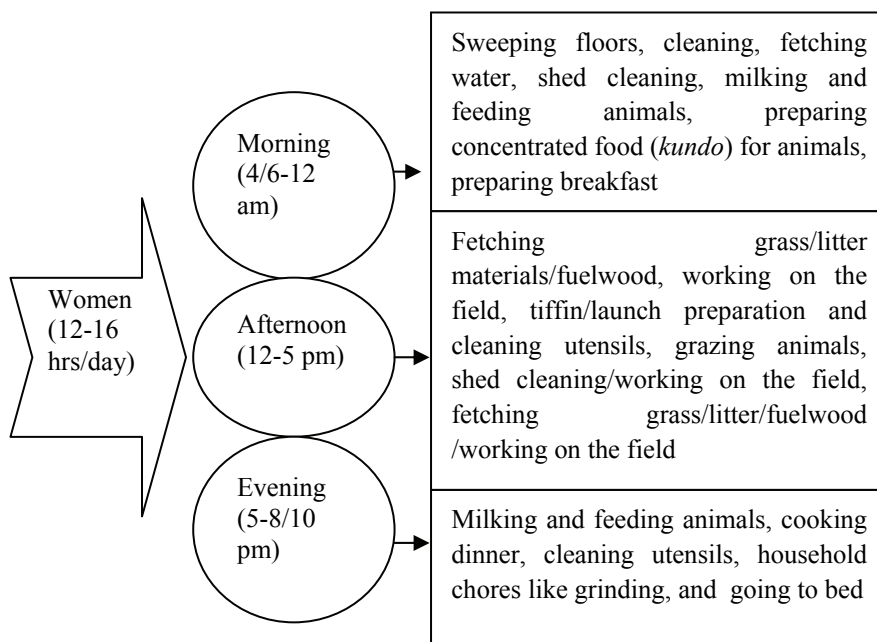 Women
(12-16
hrs/day)
Morning
(4/6-12
am)
Sweeping floors, cleaning, fetching
water, shed cleaning, milking and
feeding animals, preparing
concentrated food (kundo) for animals,
preparing breakfast
Afternoon
(12-5 pm)
Fetching grass/litter
materials/fuelwood, working on the
field, tiffin/launch preparation and
cleaning utensils, grazing animals,
shed cleaning/working on the field,
fetching grass/litter/fuelwood
/working on the field
Evening
(5-8/10
pm)
Milking and feeding animals, cooking
dinner, cleaning utensils, household
chores like grinding, and going to bed